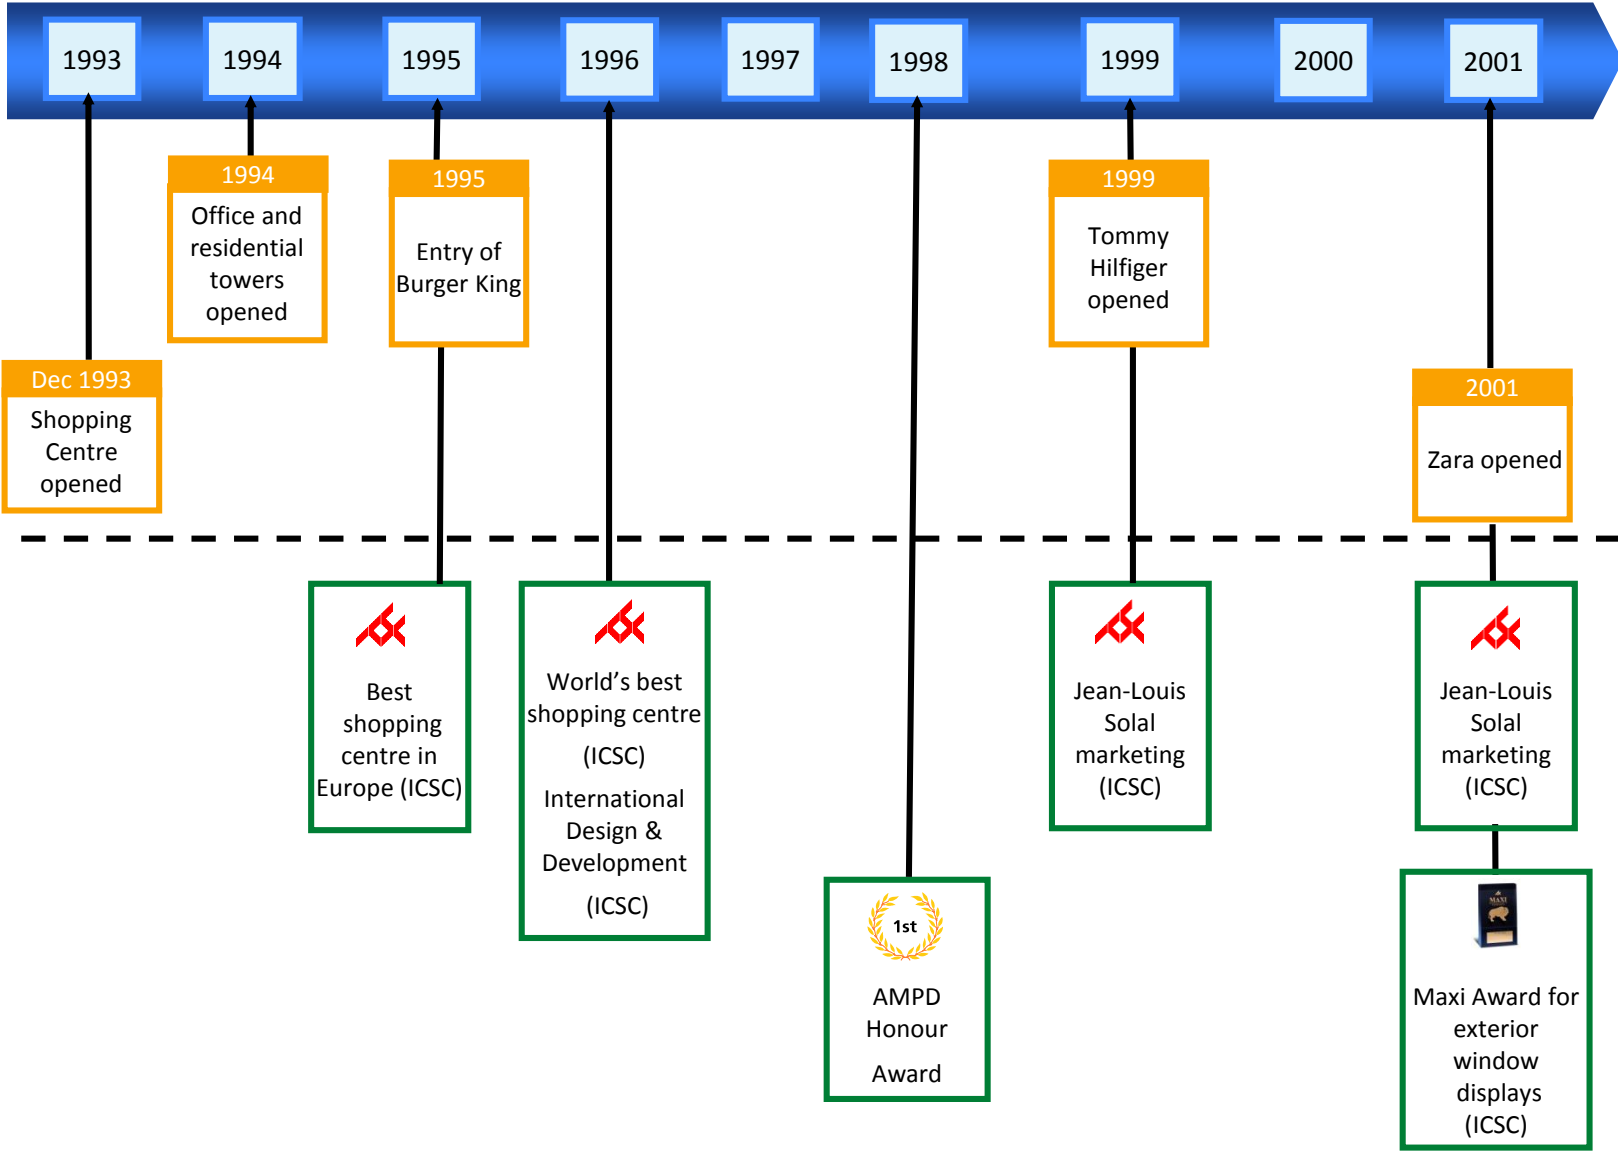 1993
1994
1995
1996
1997
1998
1999
2000
2001
1994
Office and
residential
towers
opened
1995
Entry of
Burger King
1999
Tommy
Hilfiger
opened
Dec 1993
Shopping
Centre
opened
2001
Zara opened
Best
shopping
centre in
Europe (ICSC)
World’s best
shopping centre
(ICSC)
International
Design &
Development
(ICSC)
Jean-Louis
Solal
marketing
(ICSC)
Jean-Louis
Solal
marketing
(ICSC)
1st
AMPD
Honour
Award
MAXI
Maxi Award for
exterior
window
displays
(ICSC)